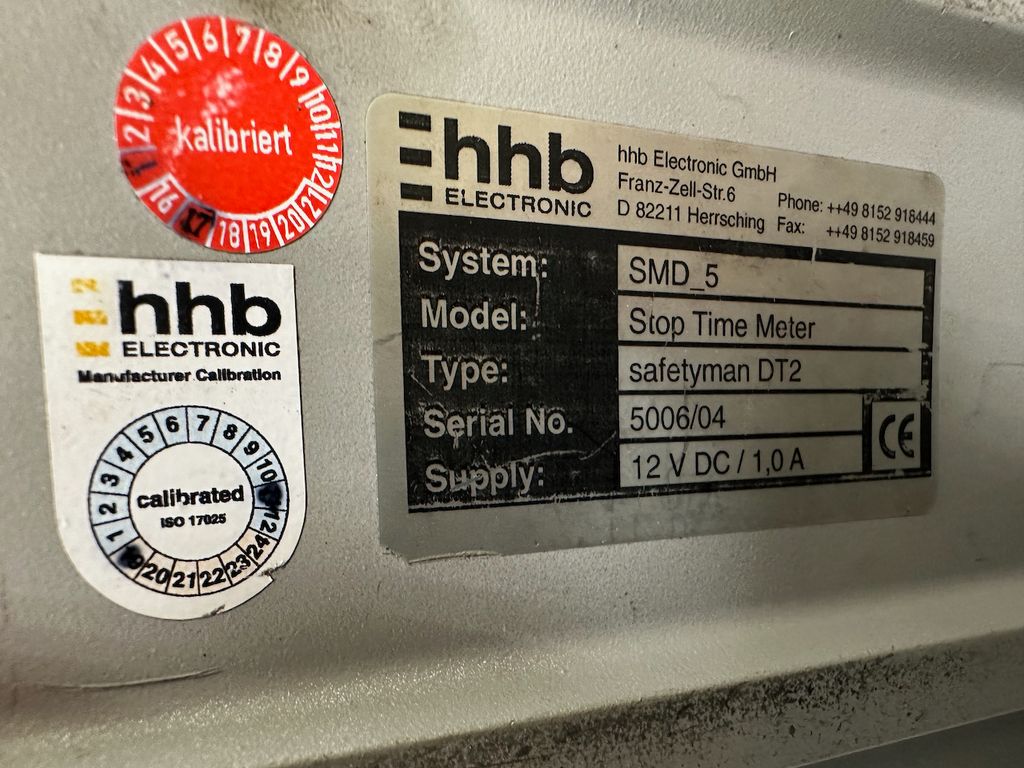 1 2 3 4 5 6 7 8 9 10 11 12
kalibriert
16 17 18 19 20 21
hhb
ELECTRONIC
hhb Electronic GmbH
Franz-Zell-Str.6
D 82211 Herrsching
Phone: ++49 8152 918444
Fax: ++49 8152 918459
System: SMD_5
Model: Stop Time Meter
Type: safetyman DT2
Serial No. 5006/04
Supply: 12 V DC / 1,0 A
CE
hhb
ELECTRONIC
Manufacturer Calibration
1 2 3 4 5 6 7 8 9 10 12
calibrated
ISO 17025
20 21 22 23 24